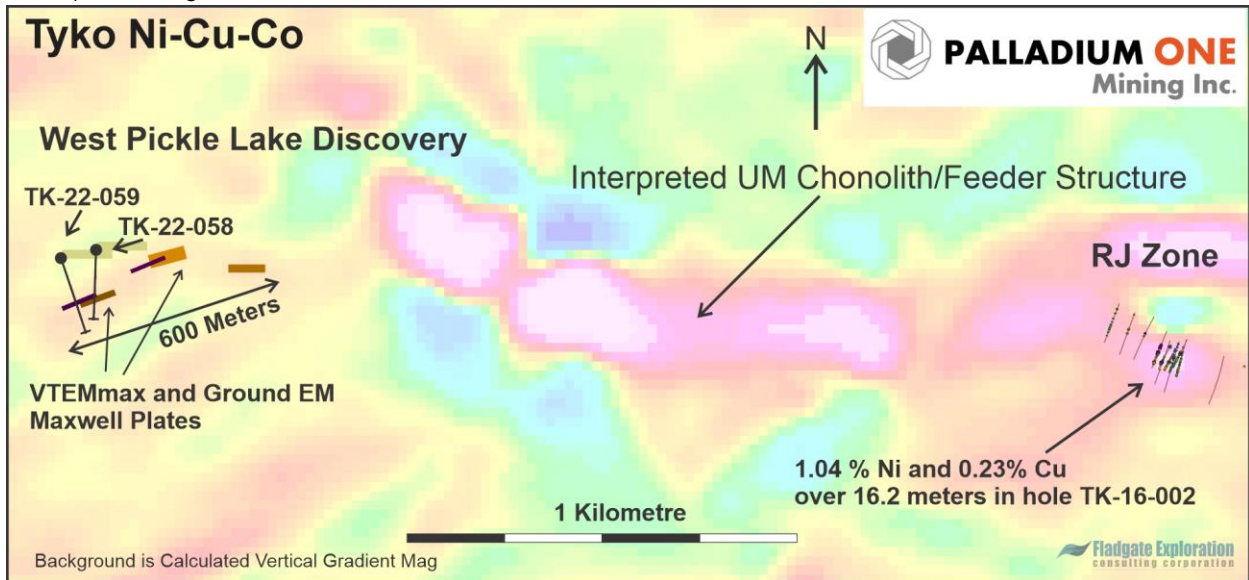 Tyko Ni-Cu-Co
N
PALLADIUM ONE
Mining Inc.
West Pickle Lake Discovery
Interpreted UM Chonolith/Feeder Structure
TK-22-059
TK-22-058
RJ Zone
600 Meters
VTEMmax and Ground EM
Maxwell Plates
1.04 % Ni and 0.23% Cu
over 16.2 meters in hole TK-16-002
1 Kilometre
Background is Calculated Vertical Gradient Mag
Fladgate Exploration
consulting corporation